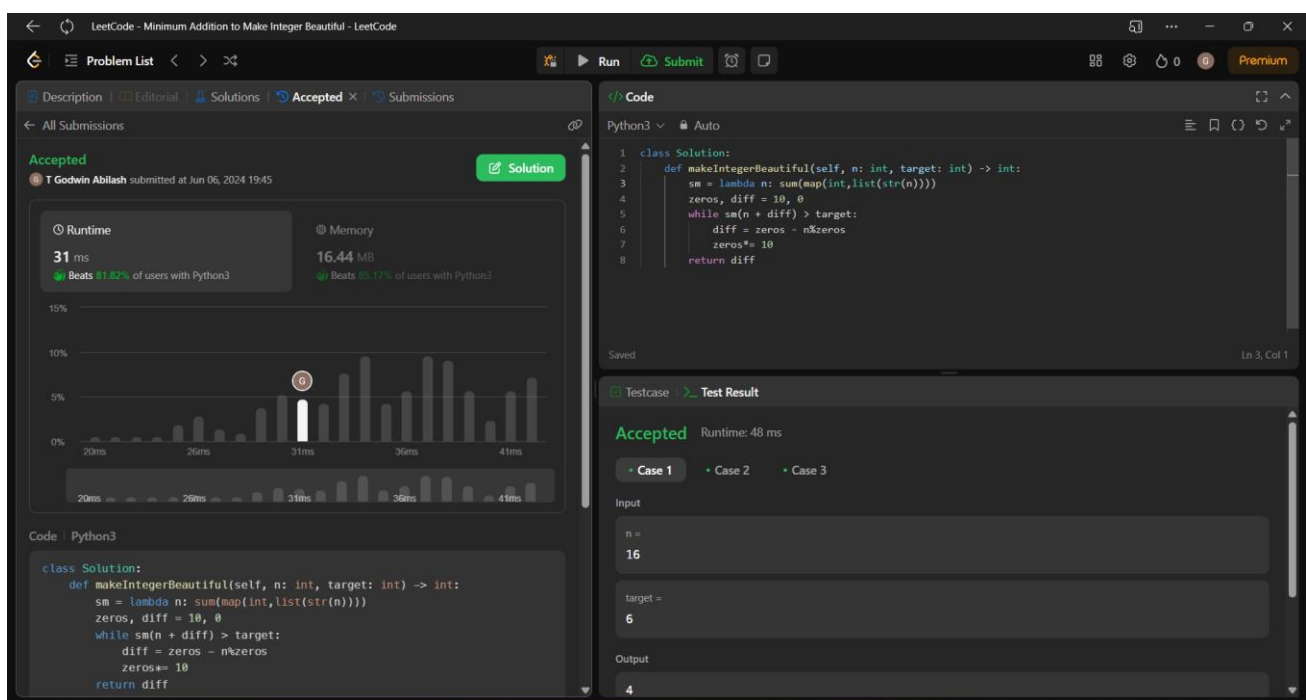 LeetCode - Minimum Addition to Make Integer Beautiful - LeetCode
Problem List
Run
Submit
0
G
Premium
Description
Editorial
Solutions
Accepted
Submissions
All Submissions
Accepted
G T Godwin Abilash submitted at Jun 06, 2024 19:45
Solution
Runtime
31 ms
Beats 81.82% of users with Python3
Memory
16.44 MB
Beats 85.17% of users with Python3
15%
10%
5%
0%
G
20ms 26ms 31ms 36ms 41ms
20ms 26ms 31ms 36ms 41ms
Code | Python3
class Solution:
def makeIntegerBeautiful(self, n: int, target: int) -> int:
sm = lambda n: sum(map(int,list(str(n))))
zeros, diff = 10, 0
while sm(n + diff) > target:
diff = zeros - n%zeros
zeros*= 10
return diff
</> Code
Python3 Auto
1 class Solution:
2 def makeIntegerBeautiful(self, n: int, target: int) -> int:
3 sm = lambda n: sum(map(int,list(str(n))))
4 zeros, diff = 10, 0
5 while sm(n + diff) > target:
6 diff = zeros - n%zeros
7 zeros*= 10
8 return diff
Saved
Ln 3, Col 1
Testcase
Test Result
Accepted Runtime: 48 ms
• Case 1 • Case 2 • Case 3
Input
n =
16
target =
6
Output
4